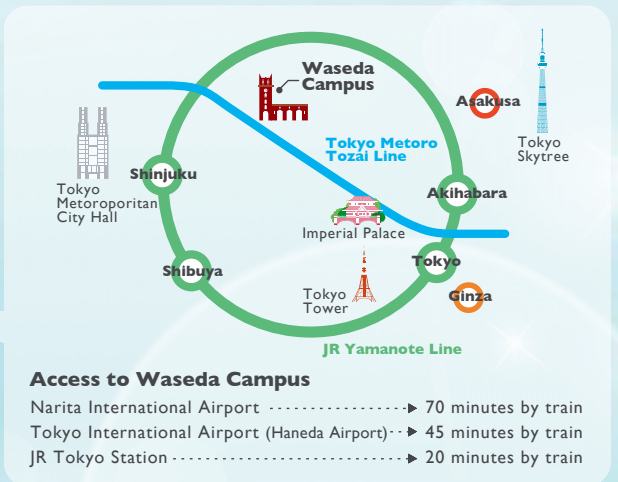 Waseda
Campus
Asakusa
Tokyo
Skytree
Tokyo Metoro
Tozai Line
Shinjuku
Tokyo
Metoroporitan
City Hall
Akihabara
Imperial Palace
Shibuya
Tokyo
Tokyo
Tower
Ginza
JR Yamanote Line
Access to Waseda Campus
Narita International Airport 70 minutes by train
Tokyo International Airport (Haneda Airport) 45 minutes by train
JR Tokyo Station 20 minutes by train